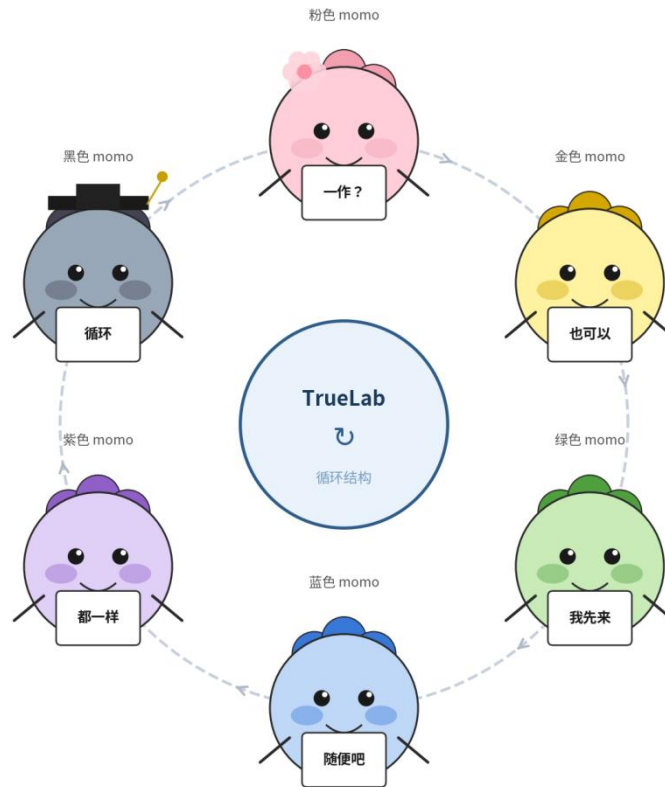 粉色 momo
一作？
黑色 momo
金色 momo
循环
也可以
TrueLab
↻
循环结构
紫色 momo
绿色 momo
都一样
我先来
蓝色 momo
随便吧